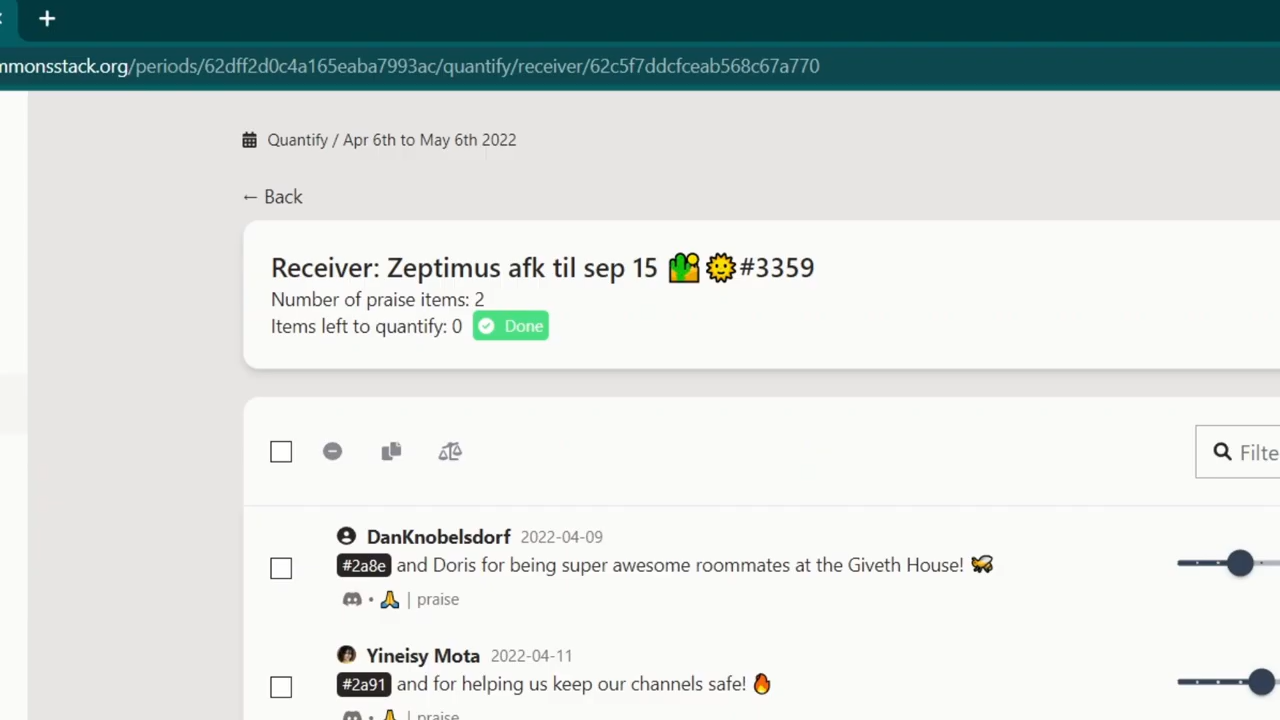 mmonsstack.org/periods/62dff2d0c4a165eaba7993ac/quantify/receiver/62c5f7ddcfceab568c67a770
Quantify / Apr 6th to May 6th 2022
← Back
Receiver: Zeptimus afk til sep 15 🌵🌞#3359
Number of praise items: 2
Items left to quantify: 0 Done
Filte
DanKnobelsdorf 2022-04-09
#2a8e and Doris for being super awesome roommates at the Giveth House!
• 🙏 | praise
Yineisy Mota 2022-04-11
#2a91 and for helping us keep our channels safe! 🔥
• 🙏 | praise